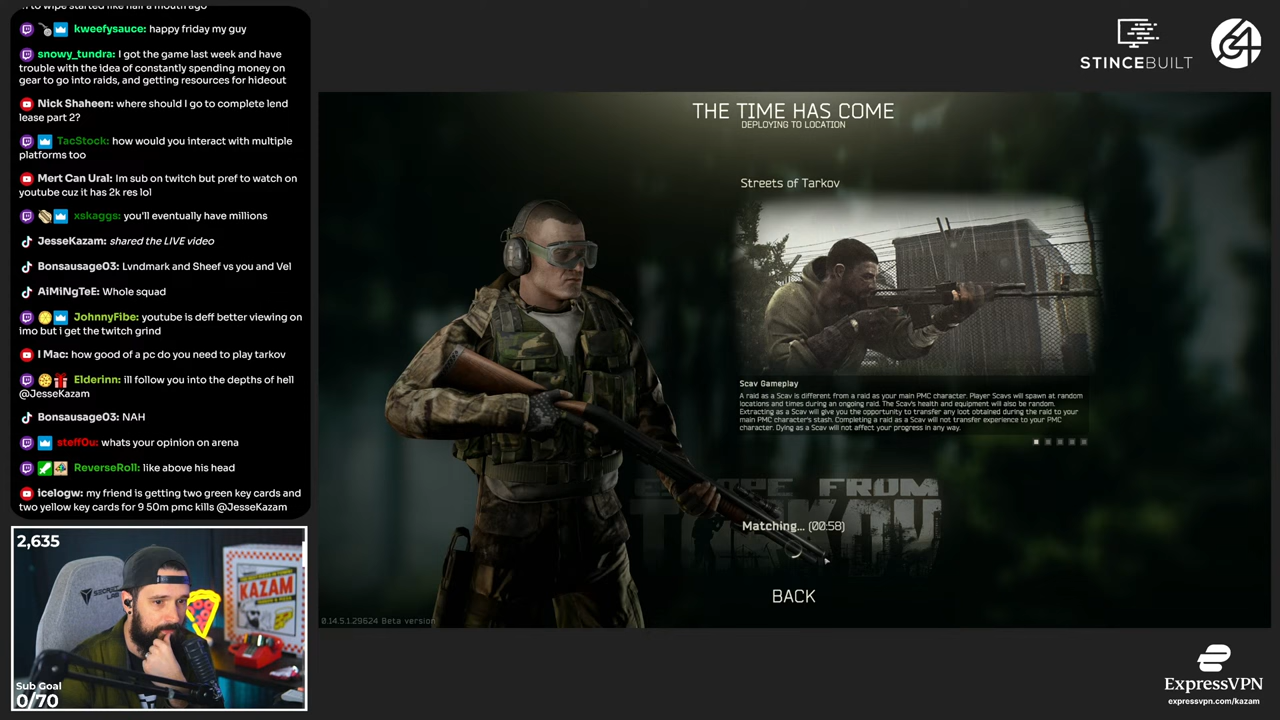 to wipe started like half a month ago
kweefysauce: happy friday my guy
snowy_tundra: I got the game last week and have
trouble with the idea of constantly spending money on
gear to go into raids, and getting resources for hideout
Nick Shaheen: where should I go to complete lend
lease part 2?
TacStock: how would you interact with multiple
platforms too
Mert Can Ural: Im sub on twitch but pref to watch on
youtube cuz it has 2k res lol
xskaggs: you'll eventually have millions
JesseKazam: shared the LIVE video
Bonsausage03: Lvndmark and Sheef vs you and Vel
AiMiNgTeE: Whole squad
JohnnyFibe: youtube is deff better viewing on
imo but i get the twitch grind
I Mac: how good of a pc do you need to play tarkov
Elderinn: ill follow you into the depths of hell
@JesseKazam
Bonsausage03: NAH
steff0u: whats your opinion on arena
ReverseRoll: like above his head
icelogw: my friend is getting two green key cards and
two yellow key cards for 9 50m pmc kills @JesseKazam
2,635
SECRET
LAB
KAZAM
Sub Goal
0/70
THE TIME HAS COME
DEPLOYING TO LOCATION
Streets of Tarkov
Scav Gameplay
A raid as a Scav is different from a raid as your main PMC character. Player Scavs will spawn at random
locations and times during an ongoing raid. The Scav's health and equipment will also be random.
Extracting as a Scav will give you the opportunity to transfer any loot obtained during the raid to your
main PMC character's stash. Completing a raid as a Scav will not transfer experience to your PMC
character. Dying as a Scav will not affect your progress in any way.
ESCAPE FROM
TARKOV
Matching... (00:58)
BACK
0.14.5.1.29624 Beta version
STINCEBUILT
G4
ExpressVPN
expressvpn.com/kazam